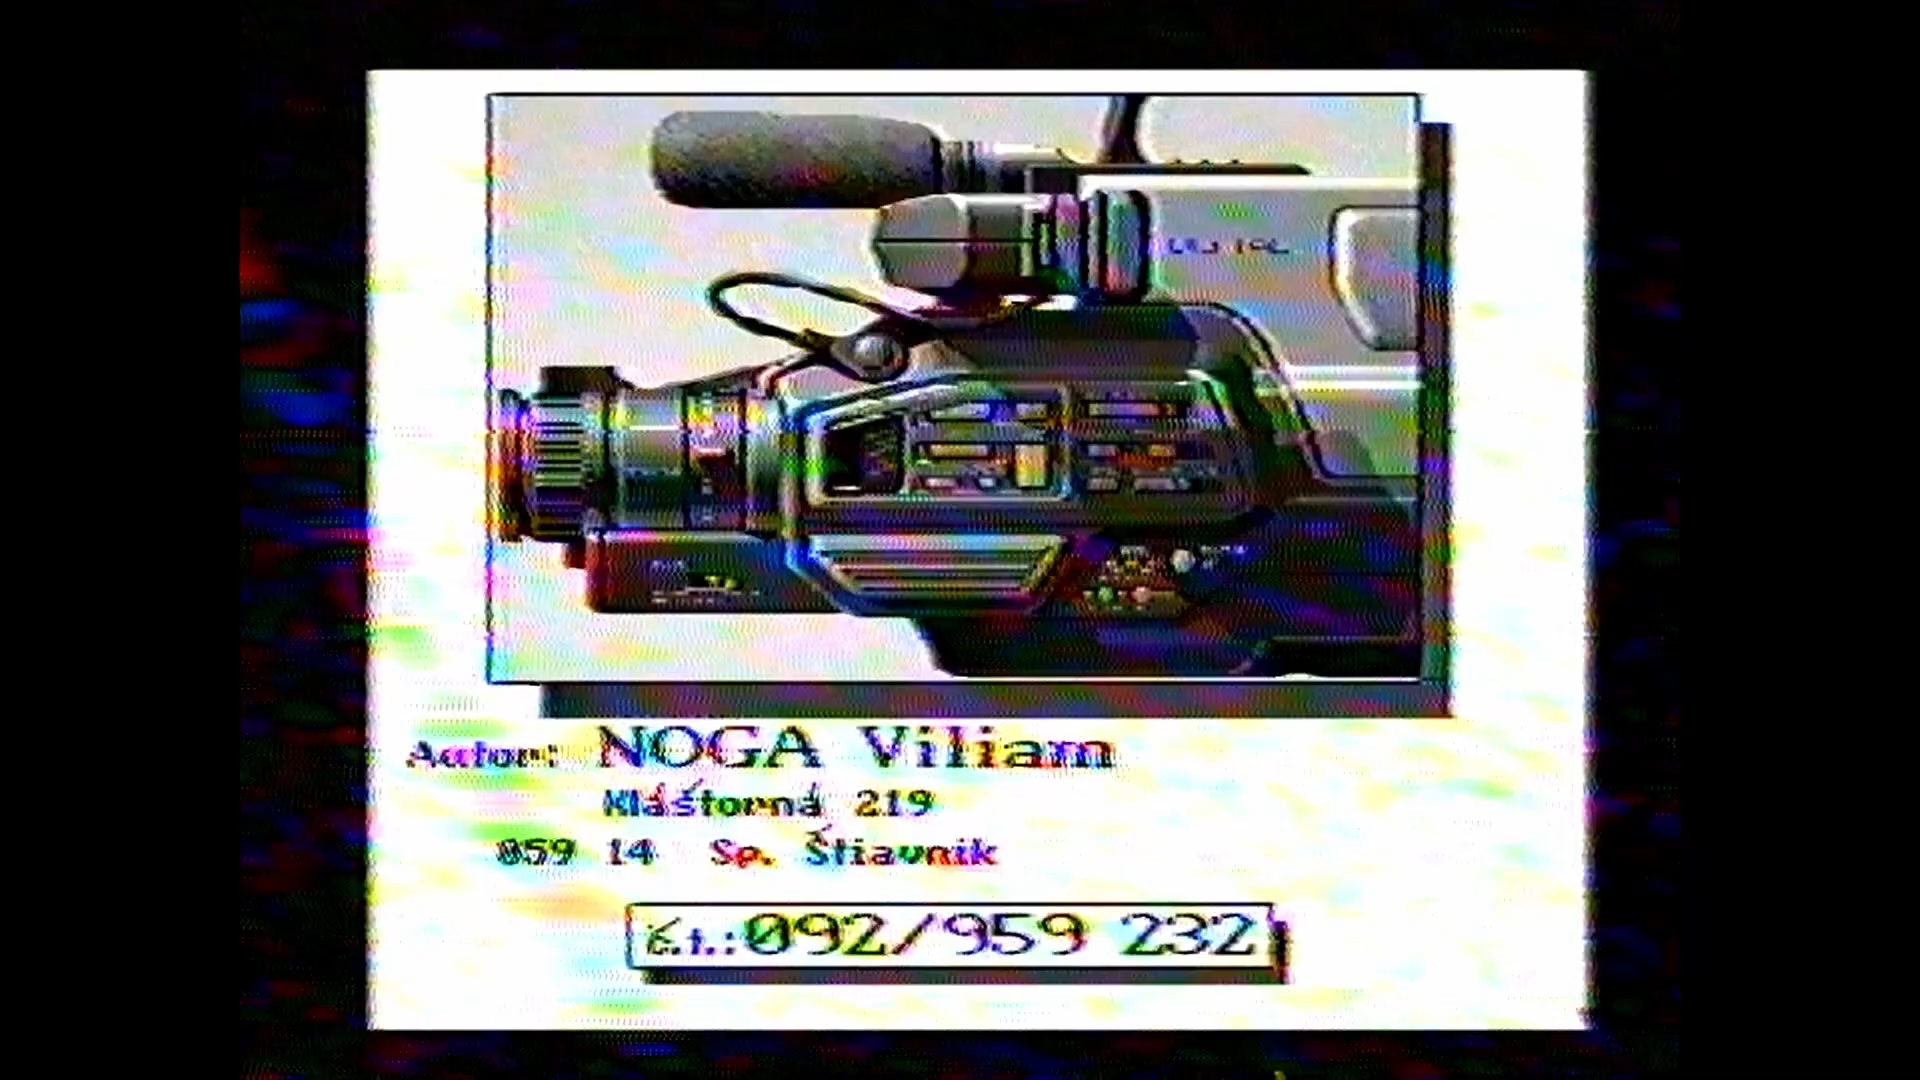 Autor: NOGA Viliam
Kláštorná 219
059 14 Sp. Štiavnik
č.t.:092/959 232